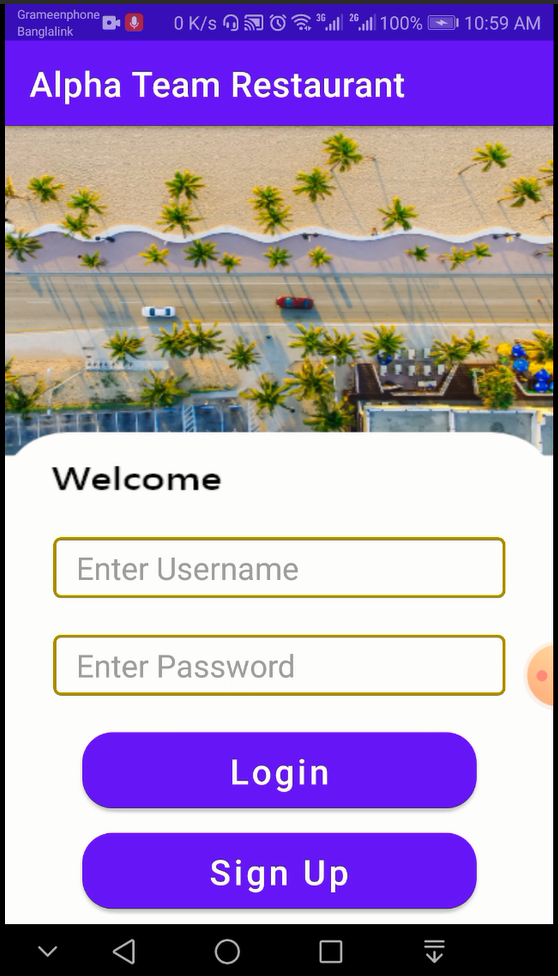 Greenphone
Banglalink
0 K/s 3G 2G 100% 10:59 AM
Alpha Team Restaurant
Welcome
Enter Username
Enter Password
Login
Sign Up